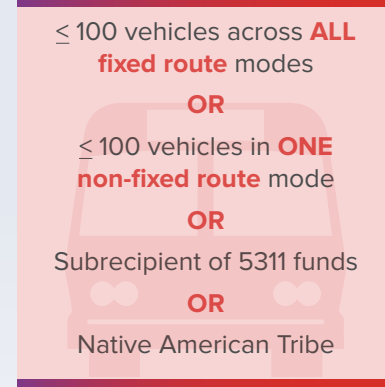 ≤ 100 vehicles across ALL
fixed route modes
OR
≤ 100 vehicles in ONE
non-fixed route mode
OR
Subrecipient of 5311 funds
OR
Native American Tribe